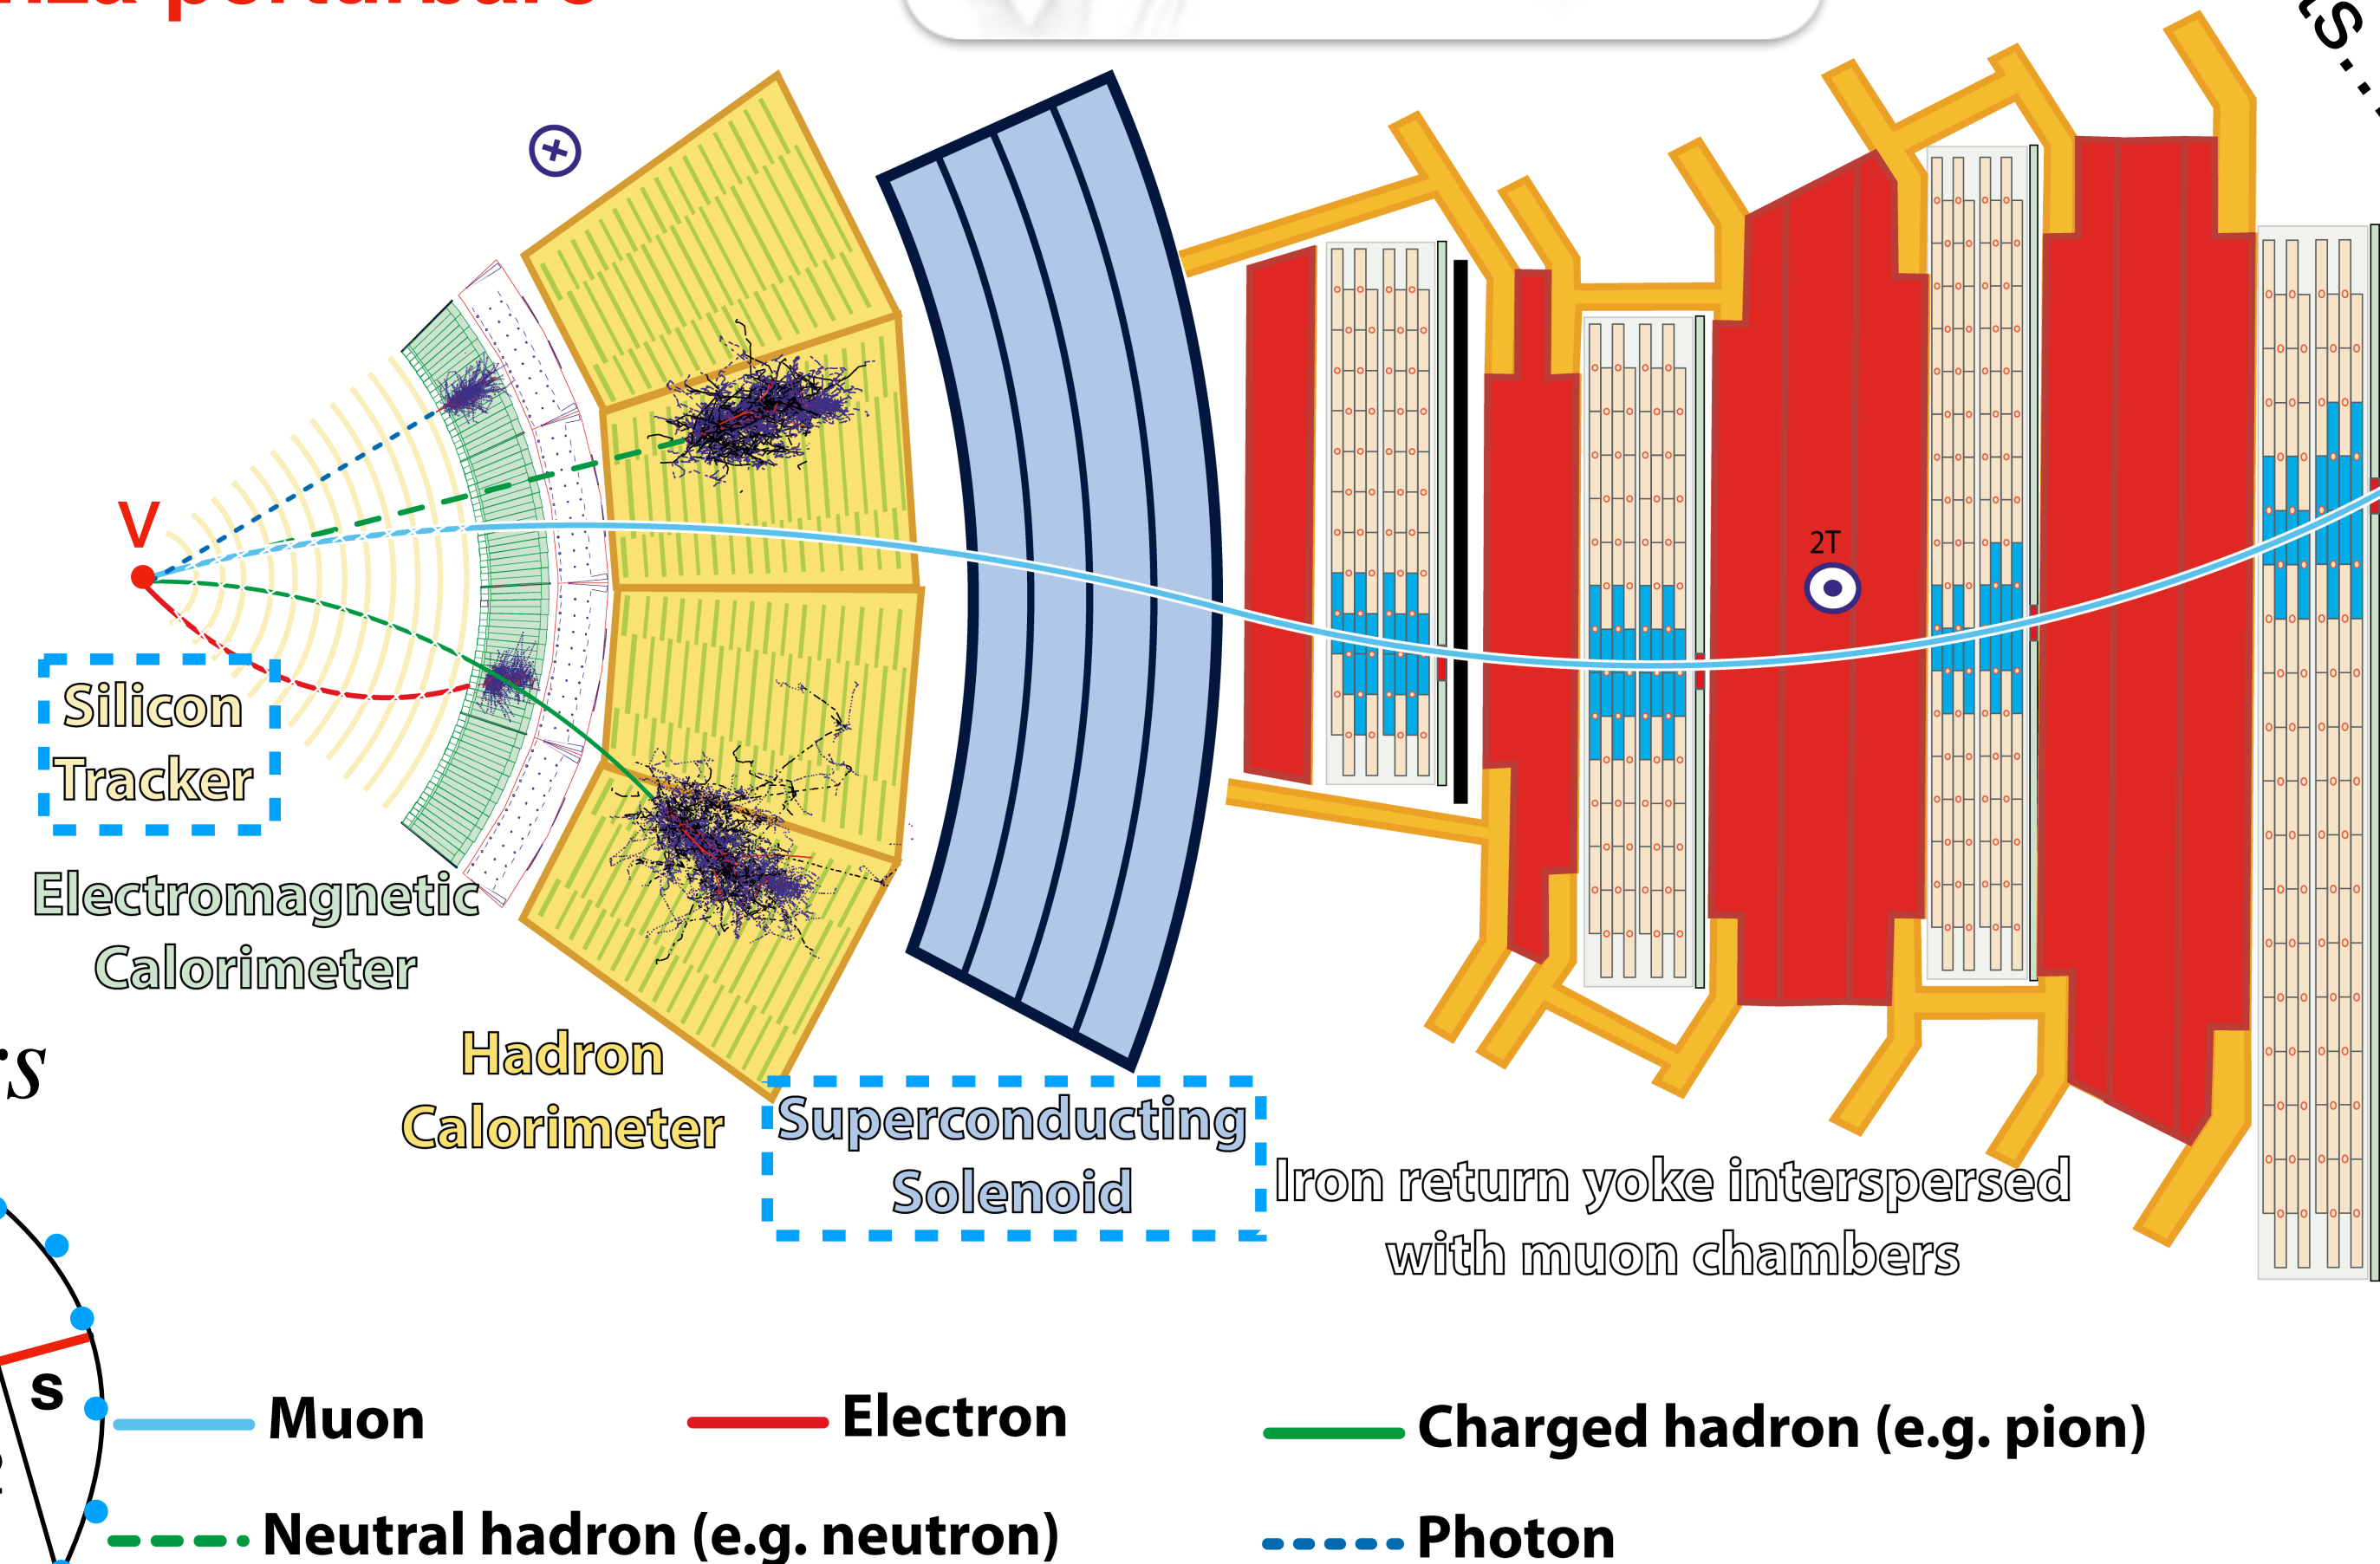 ts...
V
2T
Silicon
Tracker
Electromagnetic
Calorimeter
Hadron
Calorimeter
Superconducting
Solenoid
Iron return yoke interspersed
with muon chambers
s
Muon
Electron
Charged hadron (e.g. pion)
Neutral hadron (e.g. neutron)
Photon